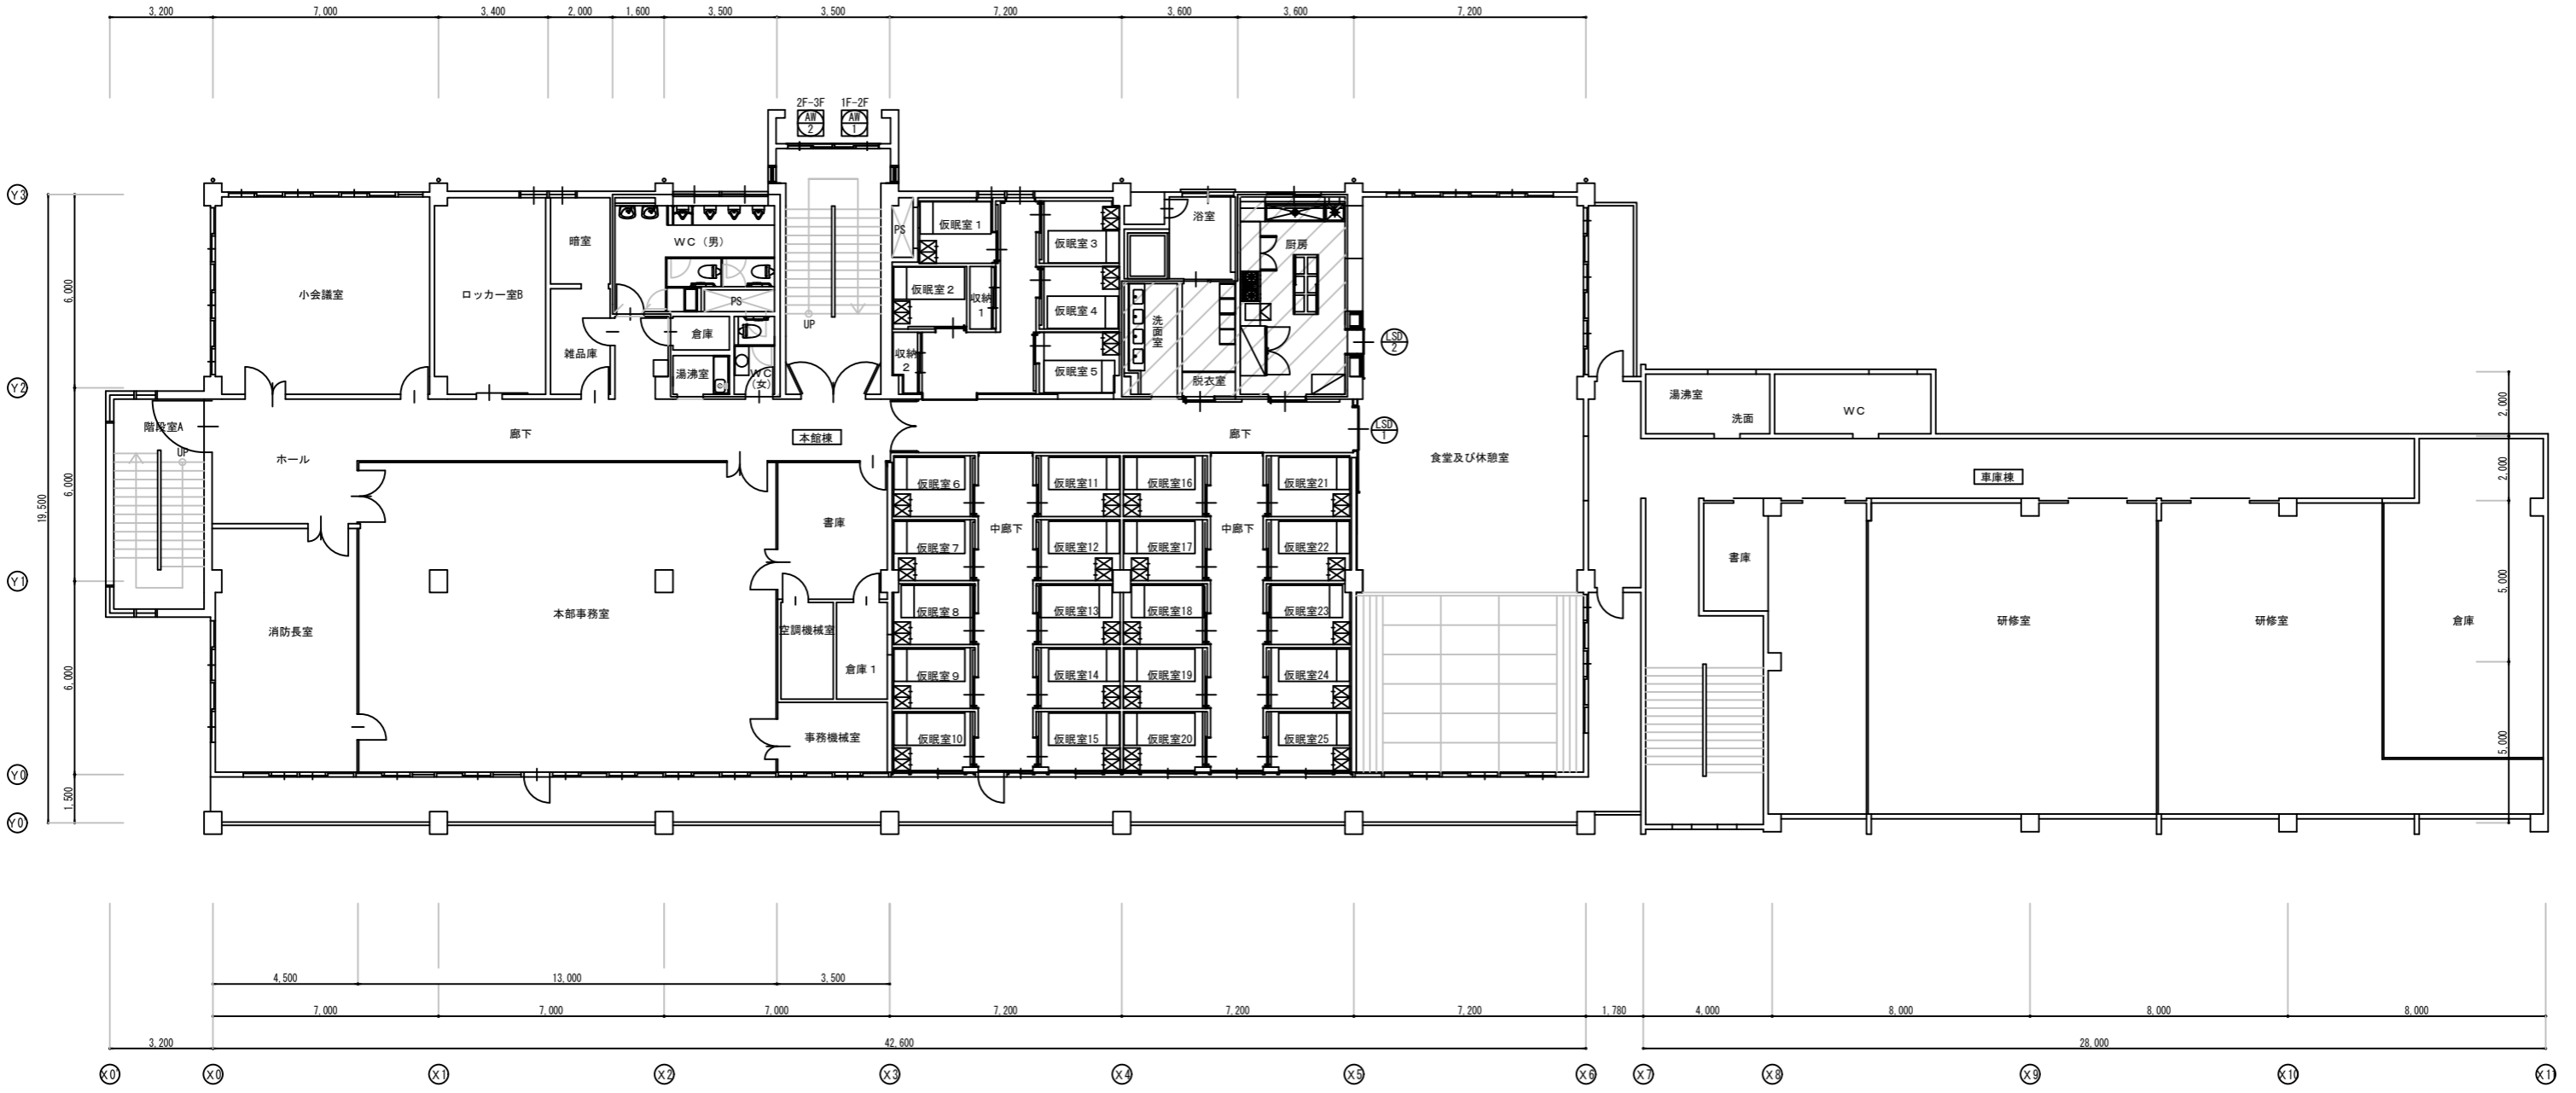 3,200 7,000 3,400 2,000 1,600 3,500 3,500 7,200 3,600 3,600 7,200
2F-3F 1F-2F
AW 2
AW 1
Y3
浴室
PS
仮眠室1
暗室
WC(男)
仮眠室3
厨房
6,000
小会議室
ロッカー室B
仮眠室2
収納1
PS
仮眠室4
UP
倉庫
洗面室
LSD 2
雑品庫
収納2
湯沸室
WC(女)
仮眠室5
脱衣室
Y2
湯沸室
洗面
WC
2,000
階段室A
廊下
本館棟
廊下
LSD 1
UP
ホール
食堂及び休憩室
車庫棟
2,000
6,000
19,500
仮眠室6
仮眠室11
仮眠室16
仮眠室21
書庫
中廊下
中廊下
仮眠室7
仮眠室12
仮眠室17
仮眠室22
書庫
Y1
5,000
本部事務室
仮眠室8
仮眠室13
仮眠室18
仮眠室23
消防長室
空調機械室
研修室
研修室
倉庫
6,000
倉庫1
仮眠室9
仮眠室14
仮眠室19
仮眠室24
事務機械室
仮眠室10
仮眠室15
仮眠室20
仮眠室25
5,000
Y0
1,500
Y0'
4,500 13,000 3,500
7,000 7,000 7,000 7,200 7,200 7,200 1,780 4,000 8,000 8,000 8,000
3,200 42,600 28,000
X0' X0 X1 X2 X3 X4 X5 X6 X7 X8 X9 X10 X11